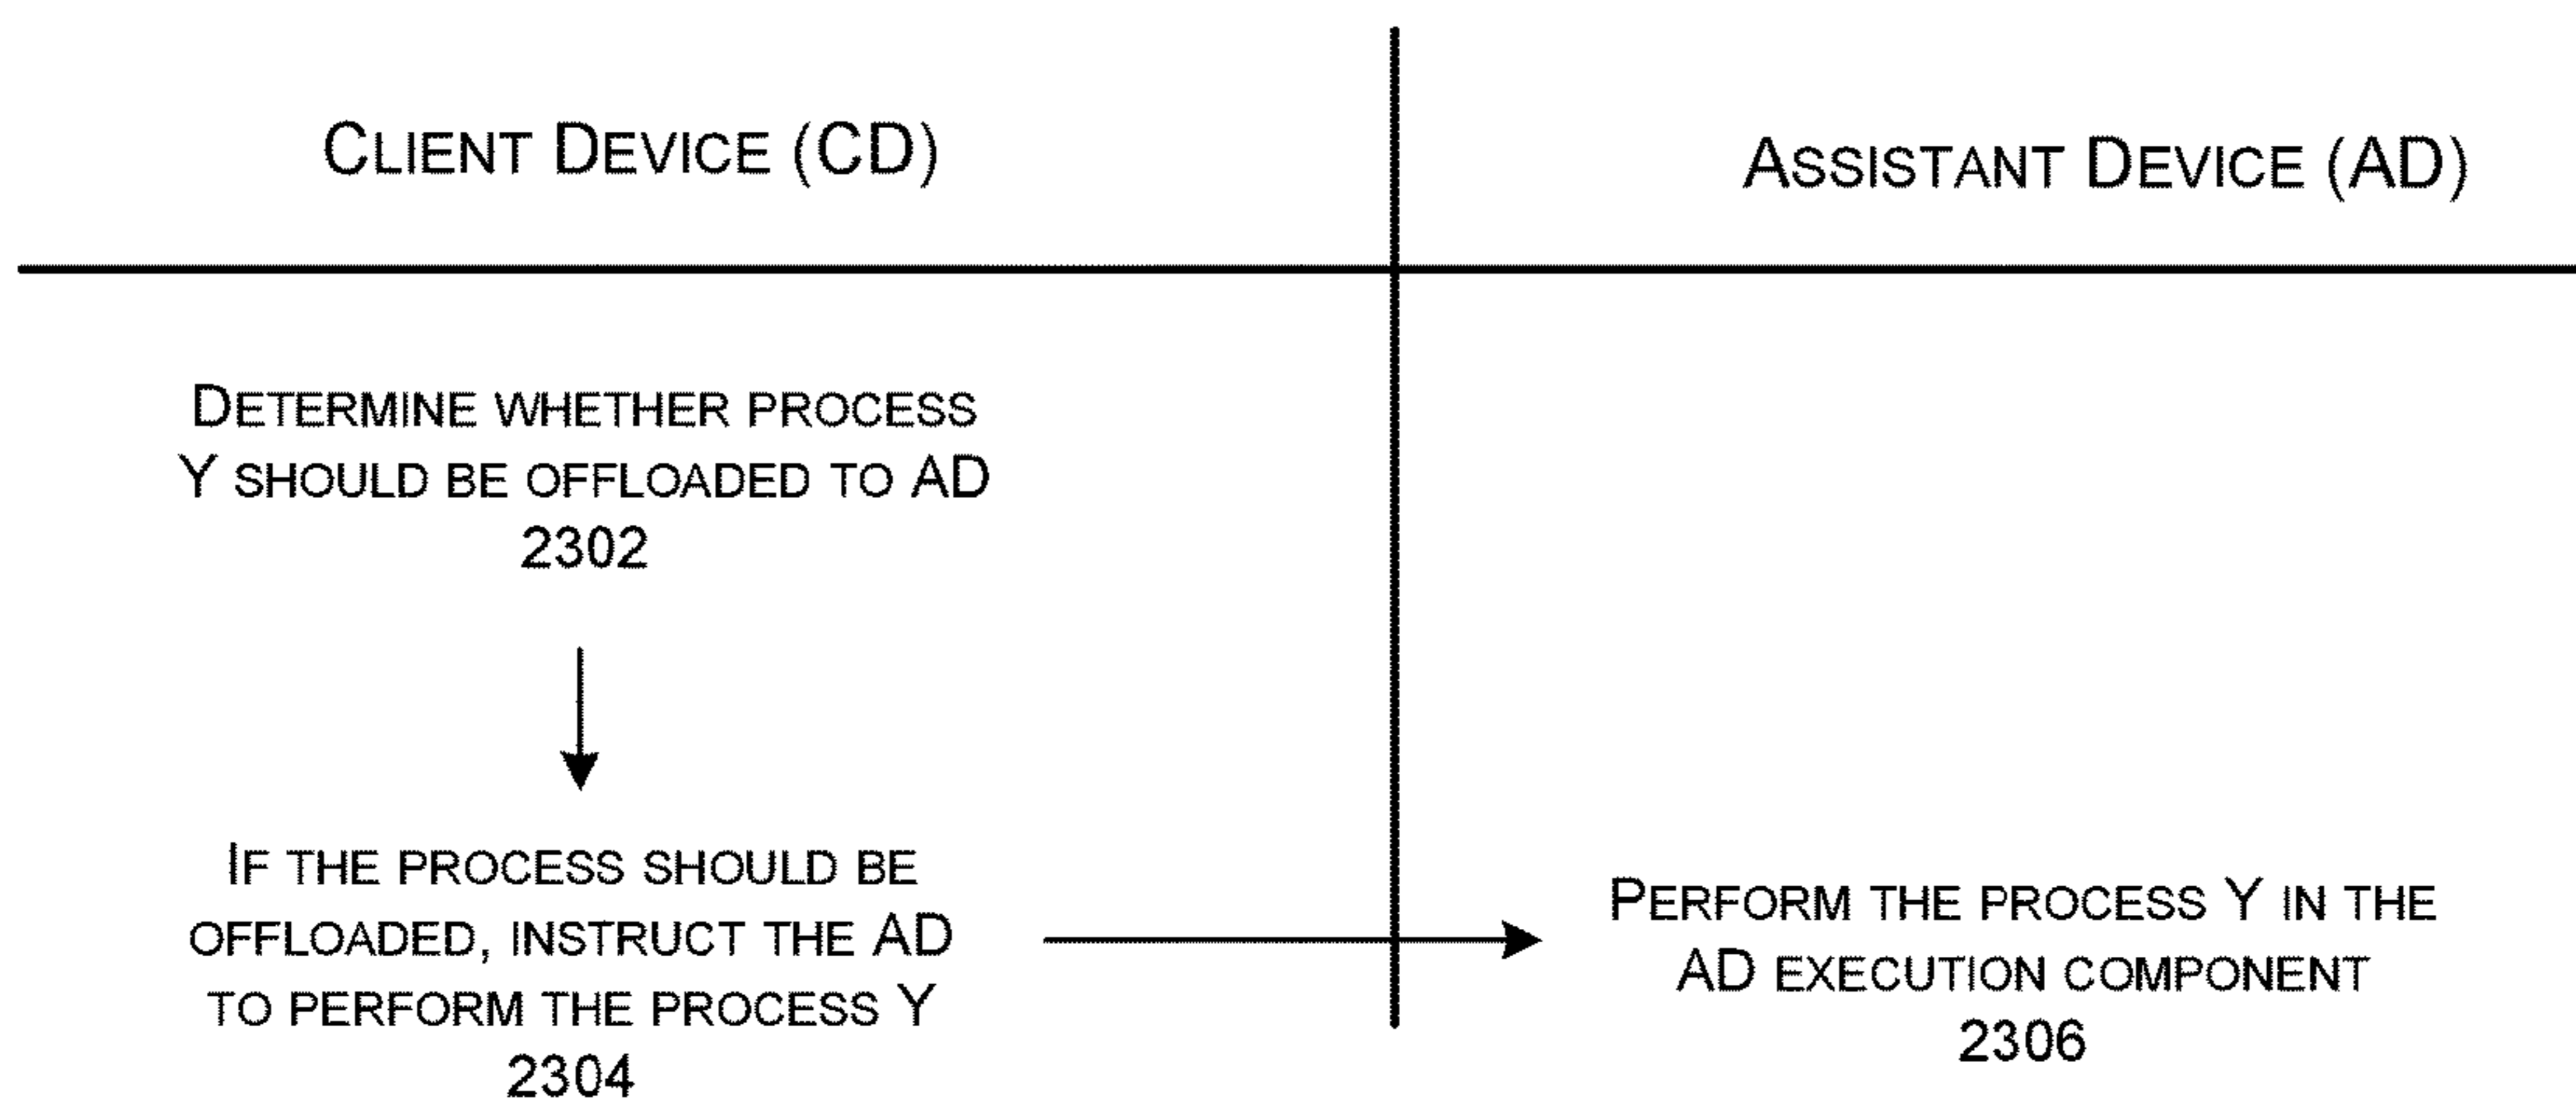 CLIENT DEVICE (CD)
ASSISTANT DEVICE (AD)
DETERMINE WHETHER PROCESS
Y SHOULD BE OFFLOADED TO AD
2302
IF THE PROCESS SHOULD BE
OFFLOADED, INSTRUCT THE AD
TO PERFORM THE PROCESS Y
2304
PERFORM THE PROCESS Y IN THE
AD EXECUTION COMPONENT
2306